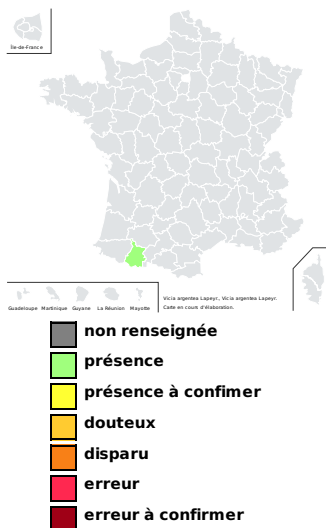 Île-de-France
Guadeloupe Martinique Guyane La Réunion Mayotte
Vicia argentea Lapeyr., Vicia argentea Lapeyr.
Carte en cours d'élaboration.
non renseignée
présence
présence à confimer
douteux
disparu
erreur
erreur à confirmer